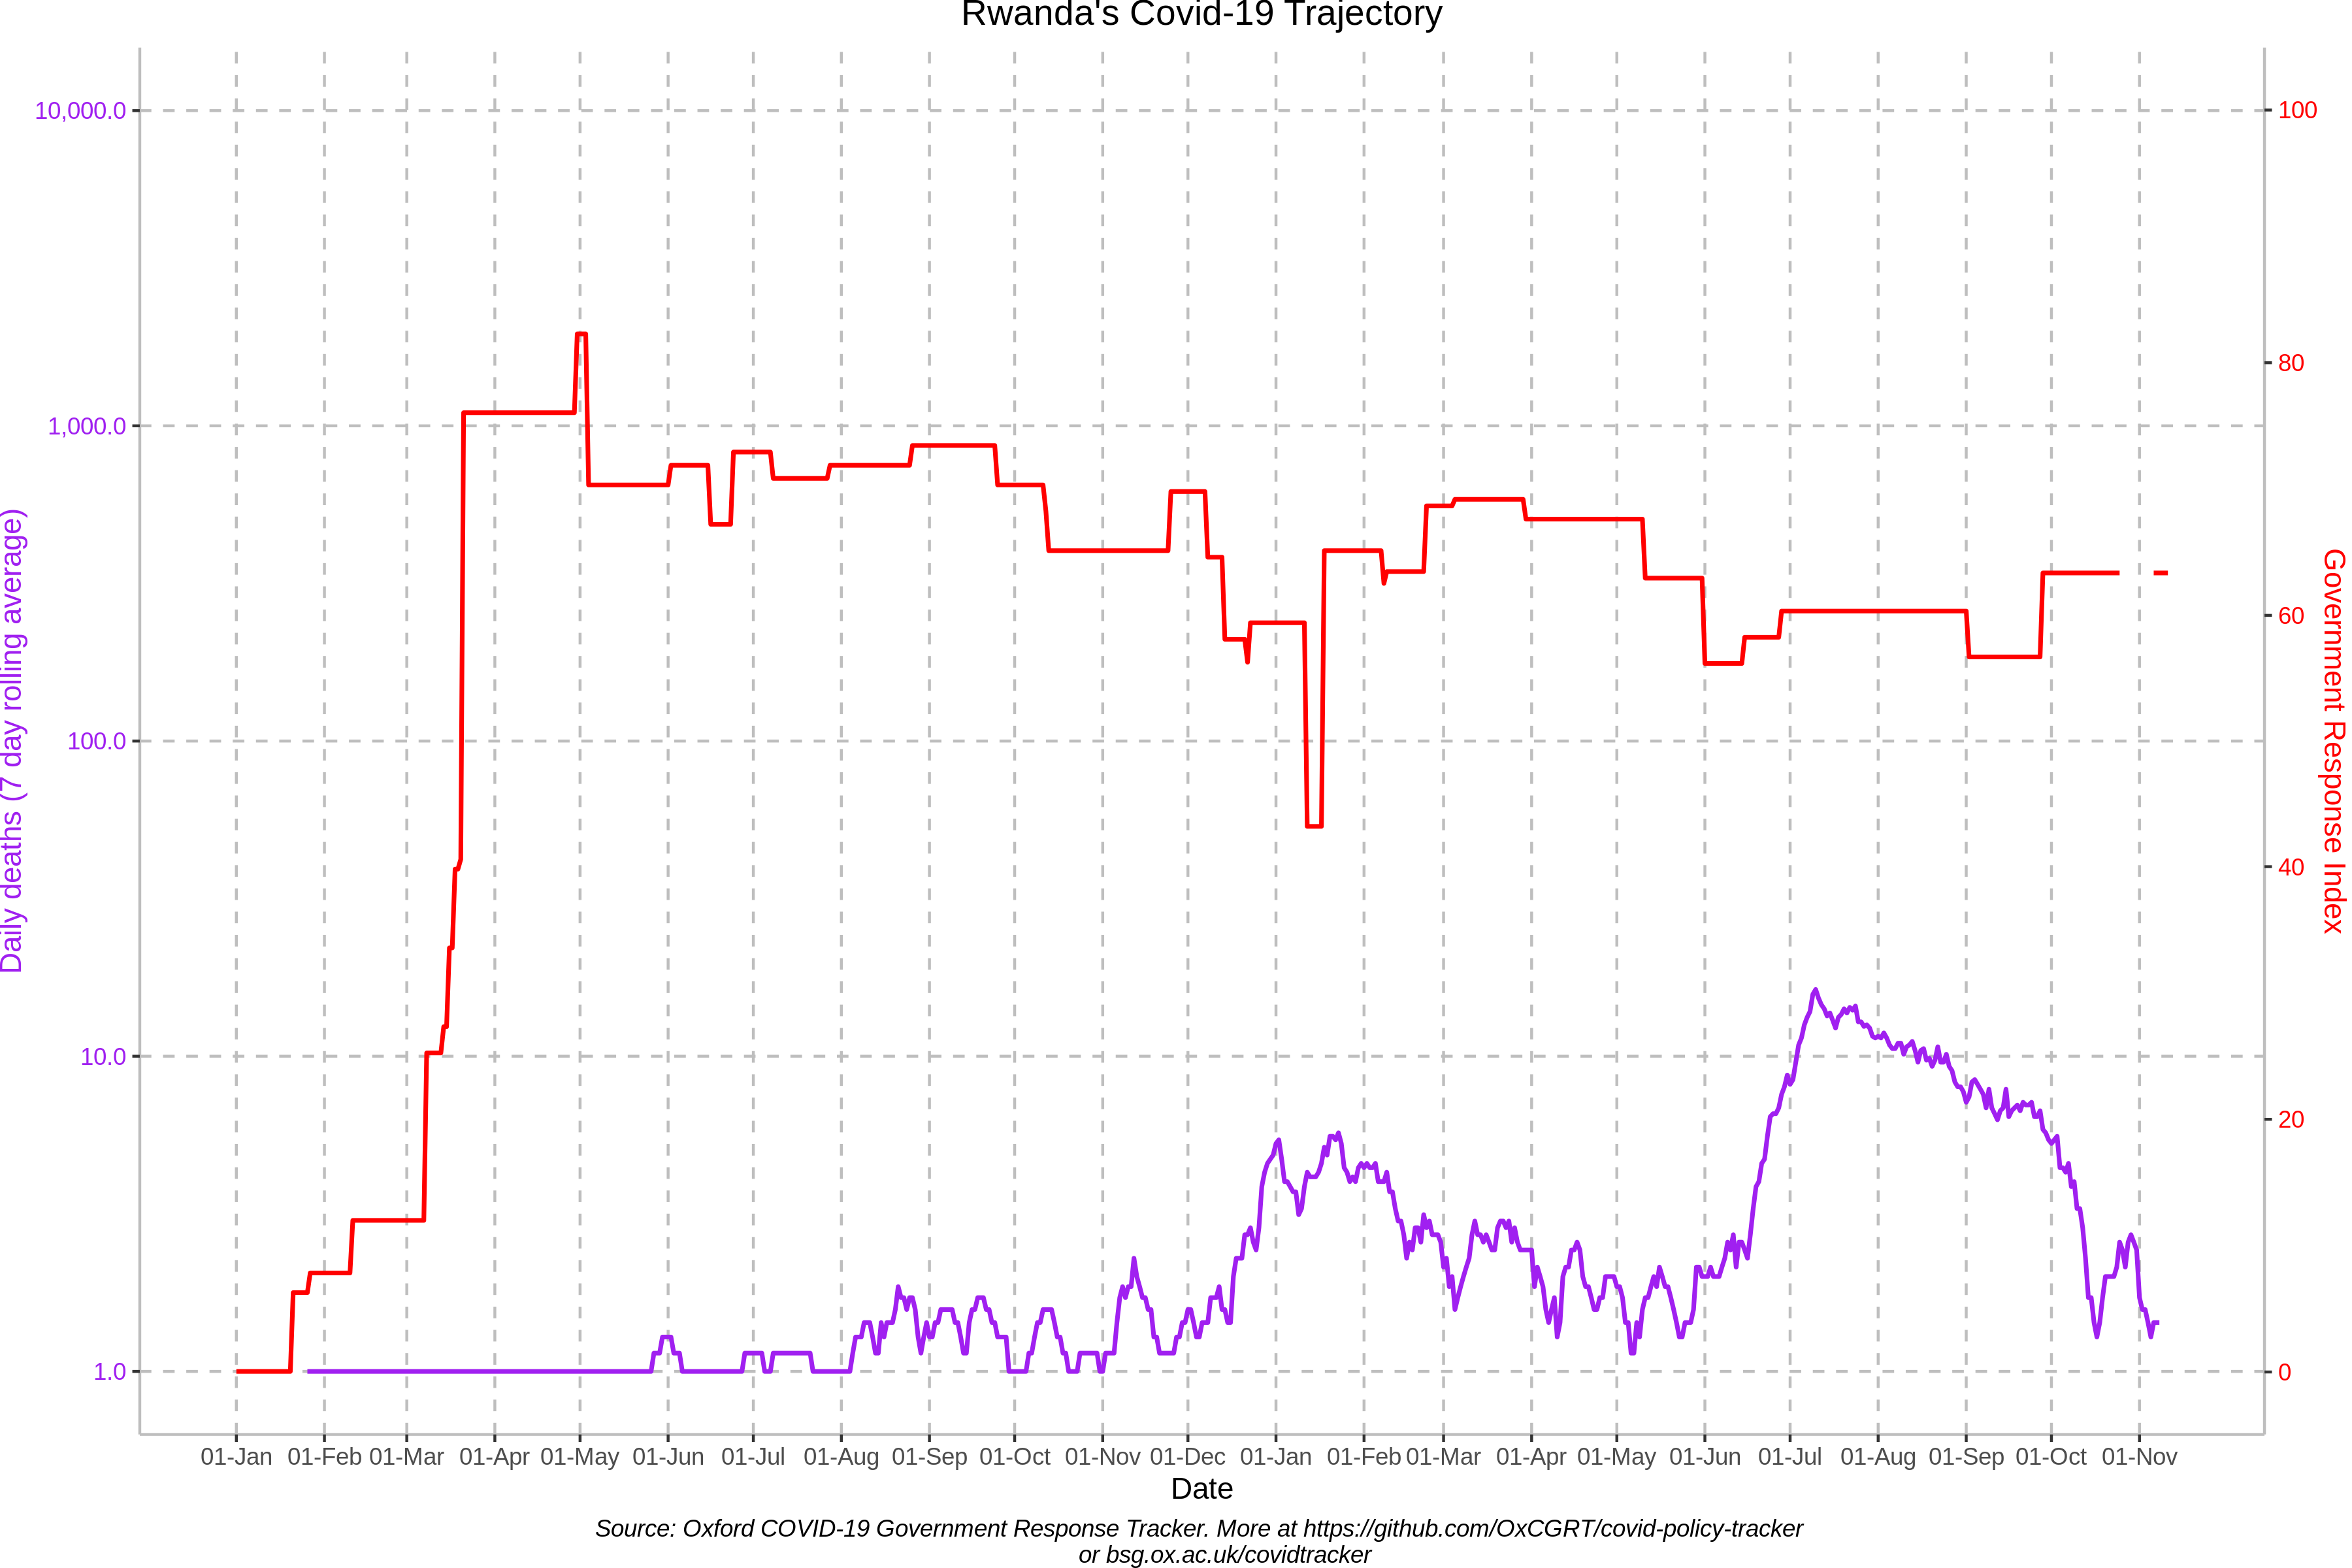 Rwanda's Covid-19 Trajectory
10,000.0
1,000.0
100.0
10.0
1.0
Daily deaths (7 day rolling average)
100
80
60
40
20
0
Government Response Index
01-Jan 01-Feb 01-Mar 01-Apr 01-May 01-Jun 01-Jul 01-Aug 01-Sep 01-Oct 01-Nov 01-Dec 01-Jan 01-Feb 01-Mar 01-Apr 01-May 01-Jun 01-Jul 01-Aug 01-Sep 01-Oct 01-Nov
Date
Source: Oxford COVID-19 Government Response Tracker. More at https://github.com/OxCGRT/covid-policy-tracker
or bsg.ox.ac.uk/covidtracker